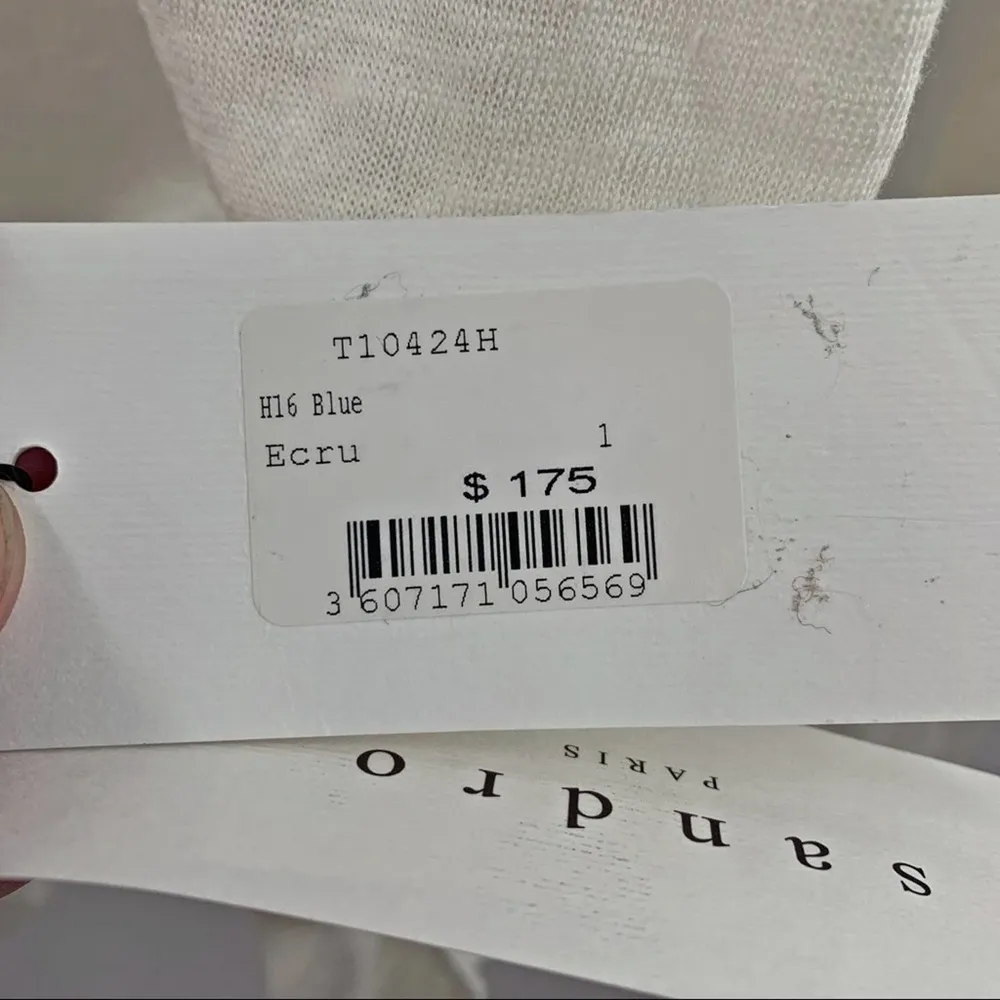 T10424H
H16 Blue
Ecru
1
$ 175
3 607171 056569
sandro
PARIS